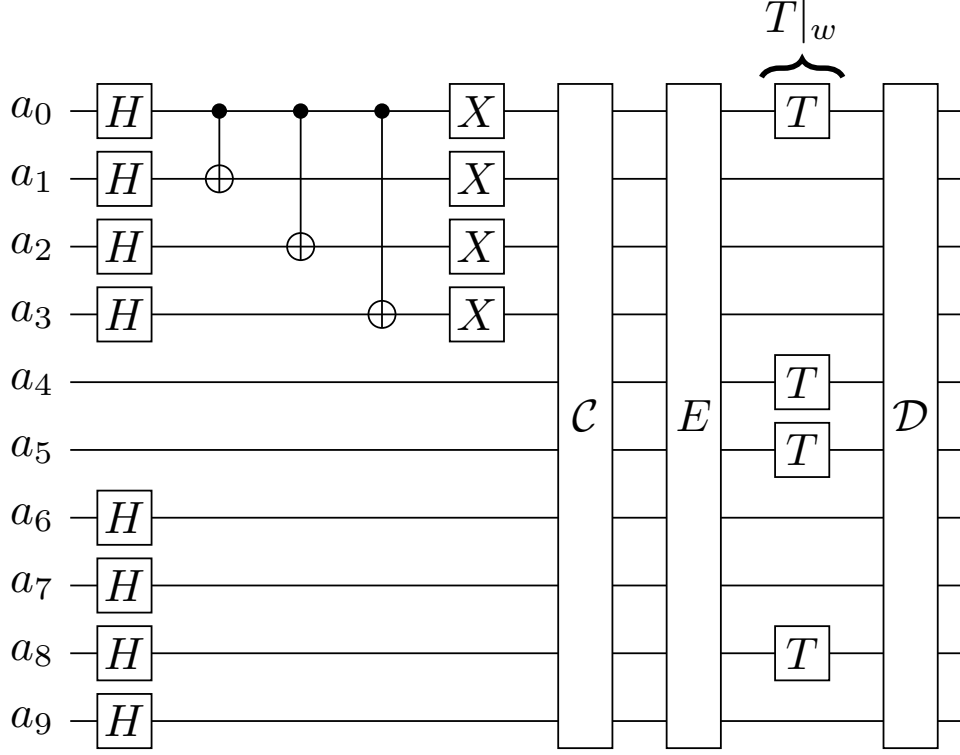 T|w
a0 H X T
a1 H X
a2 H X
a3 H X
a4 T
C E D
a5 T
a6 H
a7 H
a8 H T
a9 H